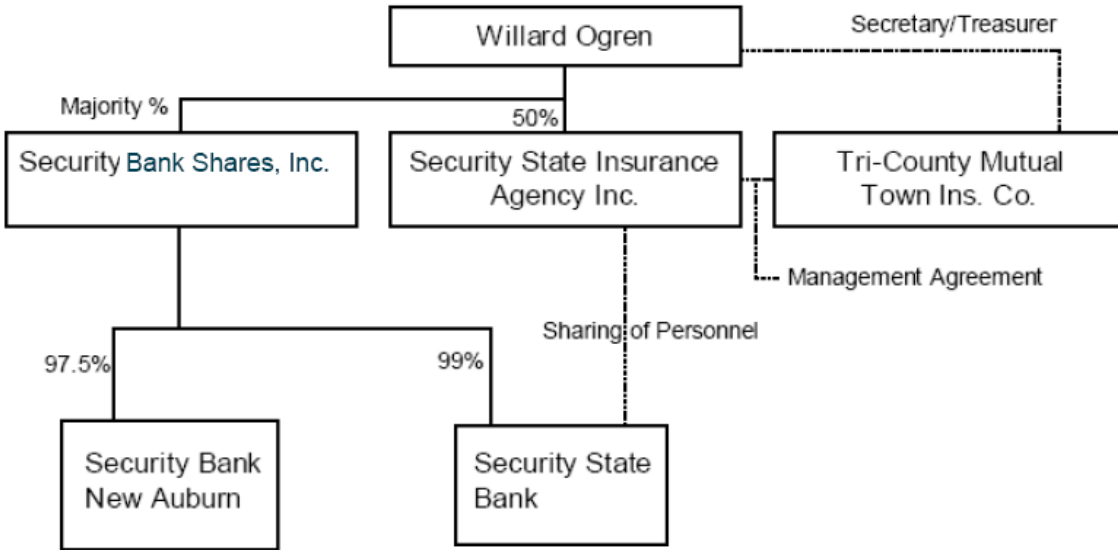 Willard Ogren
Secretary/Treasurer
Majority %
50%
Security Bank Shares, Inc.
Security State Insurance
Agency Inc.
Tri-County Mutual
Town Ins. Co.
Management Agreement
Sharing of Personnel
97.5%
99%
Security Bank
New Auburn
Security State
Bank